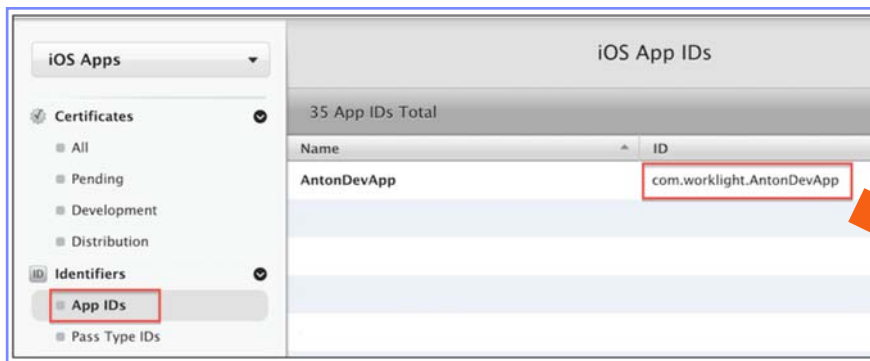 iOS Apps
iOS App IDs
Certificates
35 App IDs Total
All
Name
ID
Pending
AntonDevApp
com.worklight.AntonDevApp
Development
Distribution
ID Identifiers
App IDs
Pass Type IDs